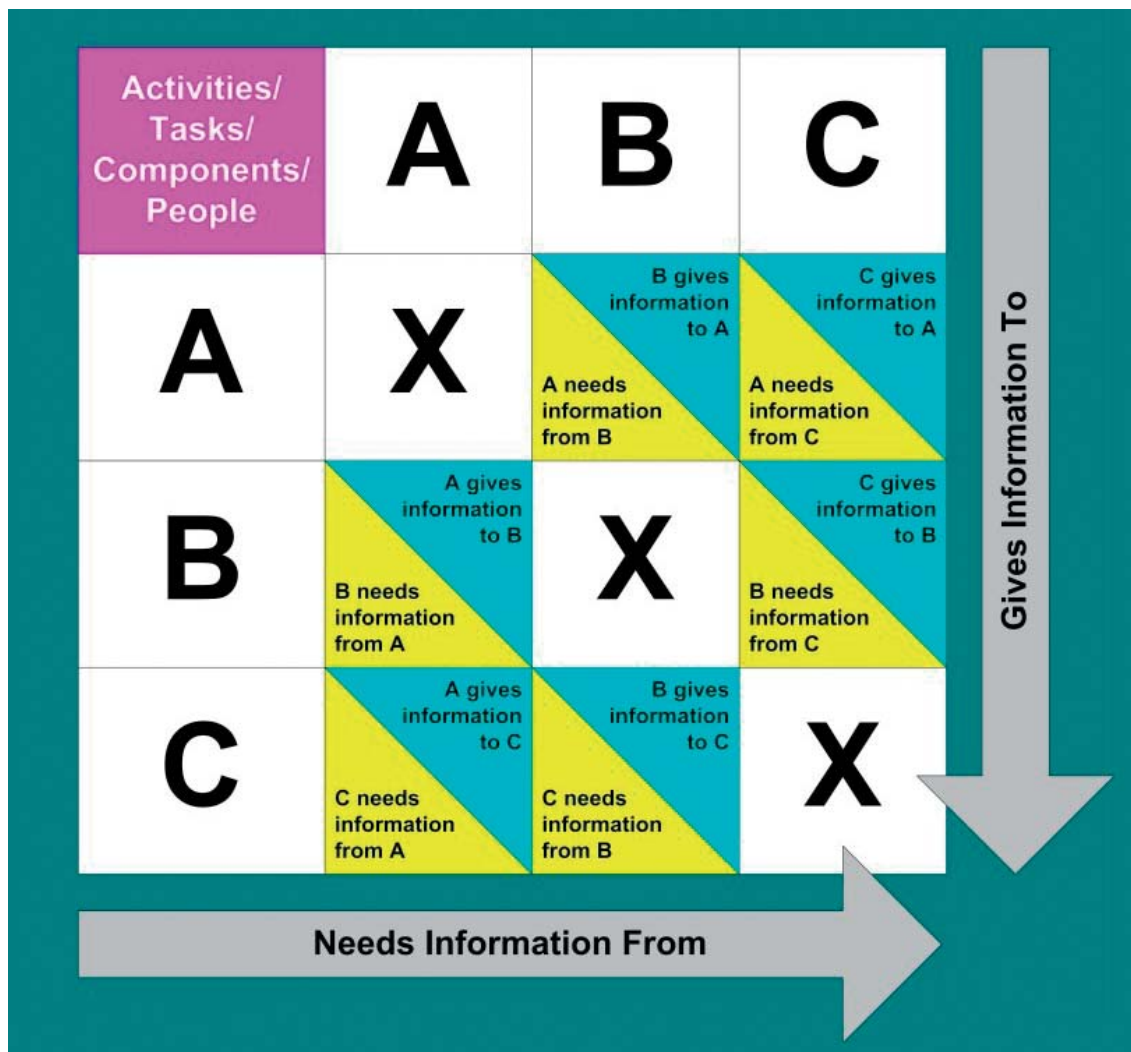 Activities/
Tasks/
Components/
People
A
B
C
A
X
B gives
information
to A
A needs
information
from B
C gives
information
to A
A needs
information
from C
B
A gives
information
to B
B needs
information
from A
X
C gives
information
to B
B needs
information
from C
C
A gives
information
to C
C needs
information
from A
B gives
information
to C
C needs
information
from B
X
Gives Information To
Needs Information From